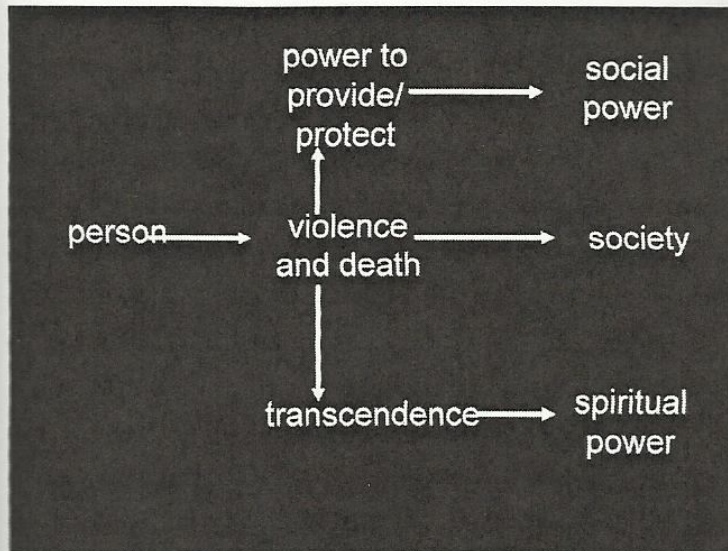 power to
provide/
protect
social
power
person
violence
and death
society
transcendence
spiritual
power